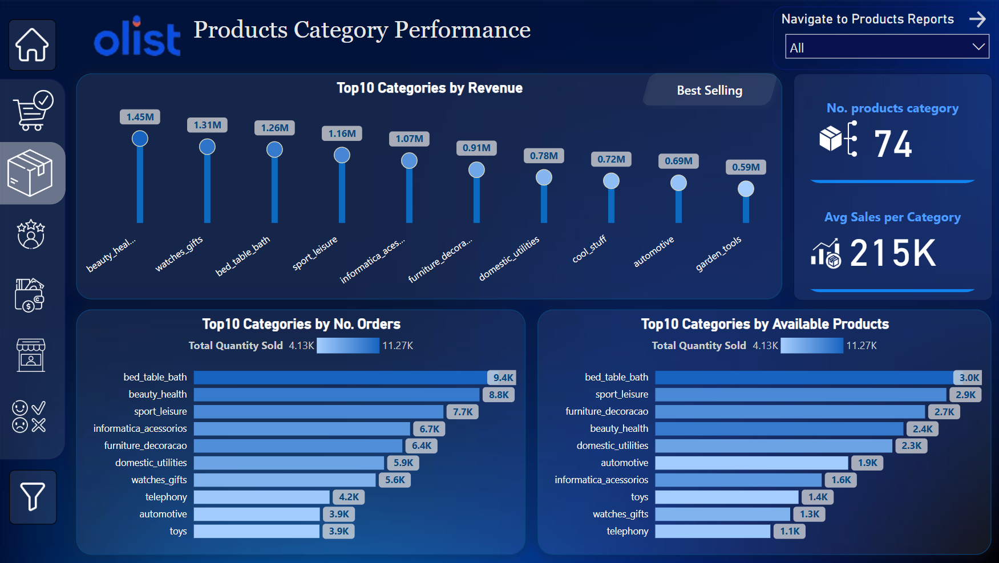 olist
Products Category Performance
Navigate to Products Reports
All
Top10 Categories by Revenue
Best Selling
1.45M
1.31M
1.26M
1.16M
1.07M
0.91M
0.78M
0.72M
0.69M
0.59M
beauty_heal...
watches_gifts
bed_table_bath
sport_leisure
informatica_aces...
furniture_decora...
domestic_utilities
cool_stuff
automotive
garden_tools
No. products category
74
Avg Sales per Category
215K
Top10 Categories by No. Orders
Total Quantity Sold 4.13K 11.27K
bed_table_bath 9.4K
beauty_health 8.8K
sport_leisure 7.7K
informatica_acessorios 6.7K
furniture_decoracao 6.4K
domestic_utilities 5.9K
watches_gifts 5.6K
telephony 4.2K
automotive 3.9K
toys 3.9K
Top10 Categories by Available Products
Total Quantity Sold 4.13K 11.27K
bed_table_bath 3.0K
sport_leisure 2.9K
furniture_decoracao 2.7K
beauty_health 2.4K
domestic_utilities 2.3K
automotive 1.9K
informatica_acessorios 1.6K
toys 1.4K
watches_gifts 1.3K
telephony 1.1K